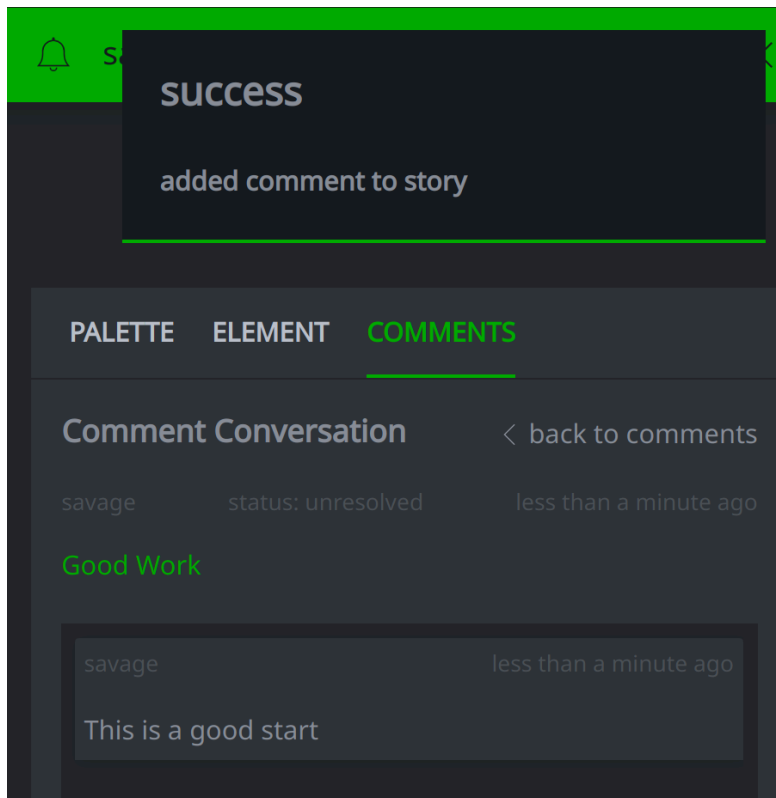 success
added comment to story
PALETTE ELEMENT COMMENTS
Comment Conversation < back to comments
savage status: unresolved less than a minute ago
Good Work
savage less than a minute ago
This is a good start